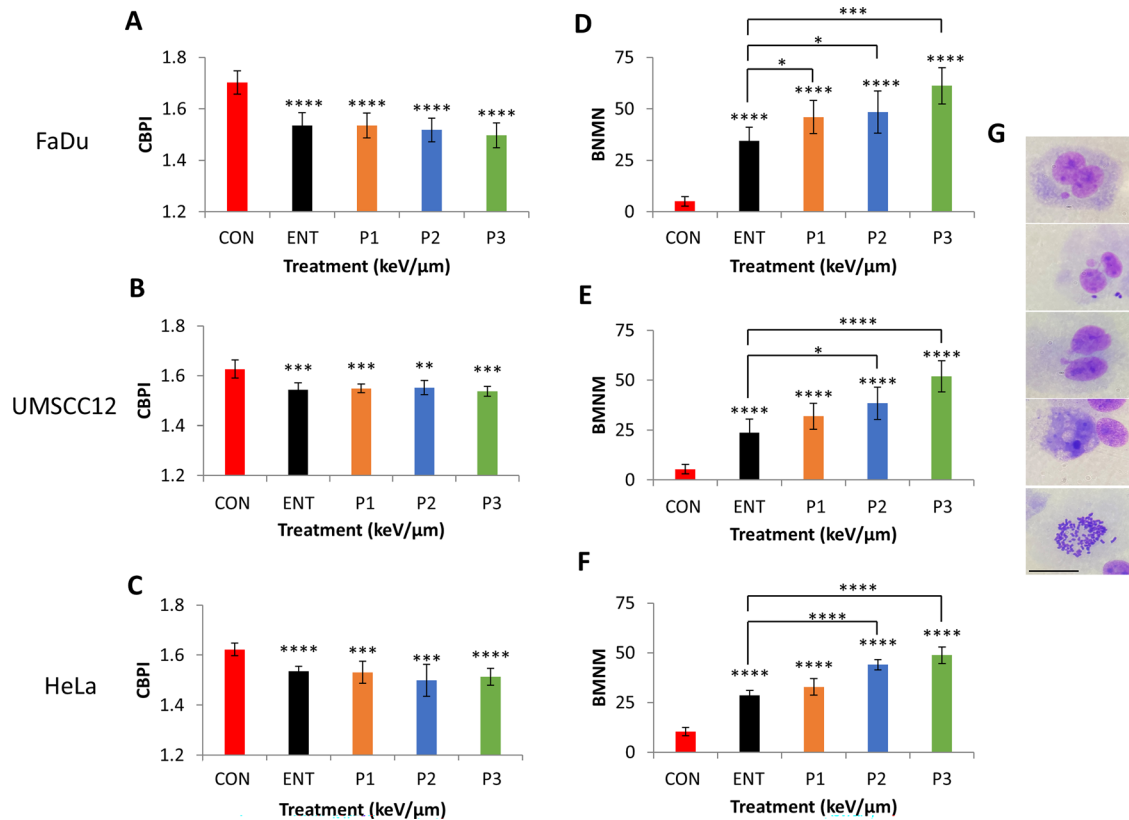 A
FaDu
CBPI
1.8
1.6
1.4
1.2
****
****
****
****
CON
ENT
P1
P2
P3
Treatment (keV/µm)
D
BNMN
75
50
25
0
***
*
*
****
****
****
****
CON
ENT
P1
P2
P3
Treatment (keV/µm)
G
B
UMSCC12
CBPI
1.8
1.6
1.4
1.2
***
***
**
***
CON
ENT
P1
P2
P3
Treatment (keV/µm)
E
BMNM
75
50
25
0
****
*
****
****
****
****
CON
ENT
P1
P2
P3
Treatment (keV/µm)
C
HeLa
CBPI
1.8
1.6
1.4
1.2
****
***
***
****
CON
ENT
P1
P2
P3
Treatment (keV/µm)
F
BMNM
75
50
25
0
****
****
****
****
****
****
CON
ENT
P1
P2
P3
Treatment (keV/µm)